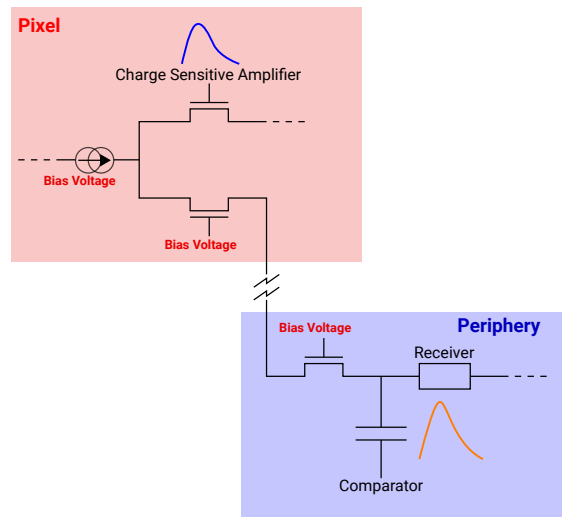 Pixel
Charge Sensitive Amplifier
Bias Voltage
Bias Voltage
Periphery
Bias Voltage
Receiver
Comparator